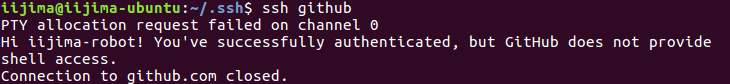 iijima@iijima-ubuntu:~/.ssh$ ssh github
PTY allocation request failed on channel 0
Hi iijima-robot! You've successfully authenticated, but GitHub does not provide
shell access.
Connection to github.com closed.